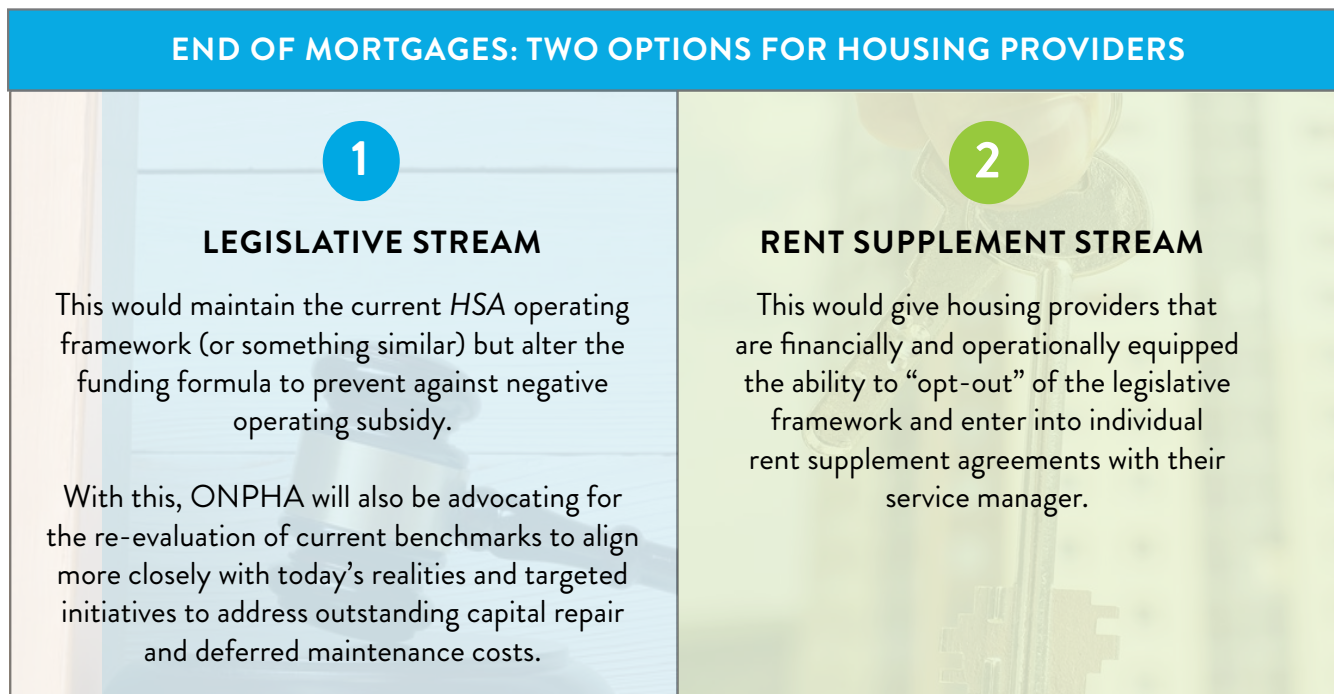 END OF MORTGAGES: TWO OPTIONS FOR HOUSING PROVIDERS
1
LEGISLATIVE STREAM
This would maintain the current HSA operating
framework (or something similar) but alter the
funding formula to prevent against negative
operating subsidy.
With this, ONPHA will also be advocating for
the re-evaluation of current benchmarks to align
more closely with today’s realities and targeted
initiatives to address outstanding capital repair
and deferred maintenance costs.
2
RENT SUPPLEMENT STREAM
This would give housing providers that
are financially and operationally equipped
the ability to “opt-out” of the legislative
framework and enter into individual
rent supplement agreements with their
service manager.